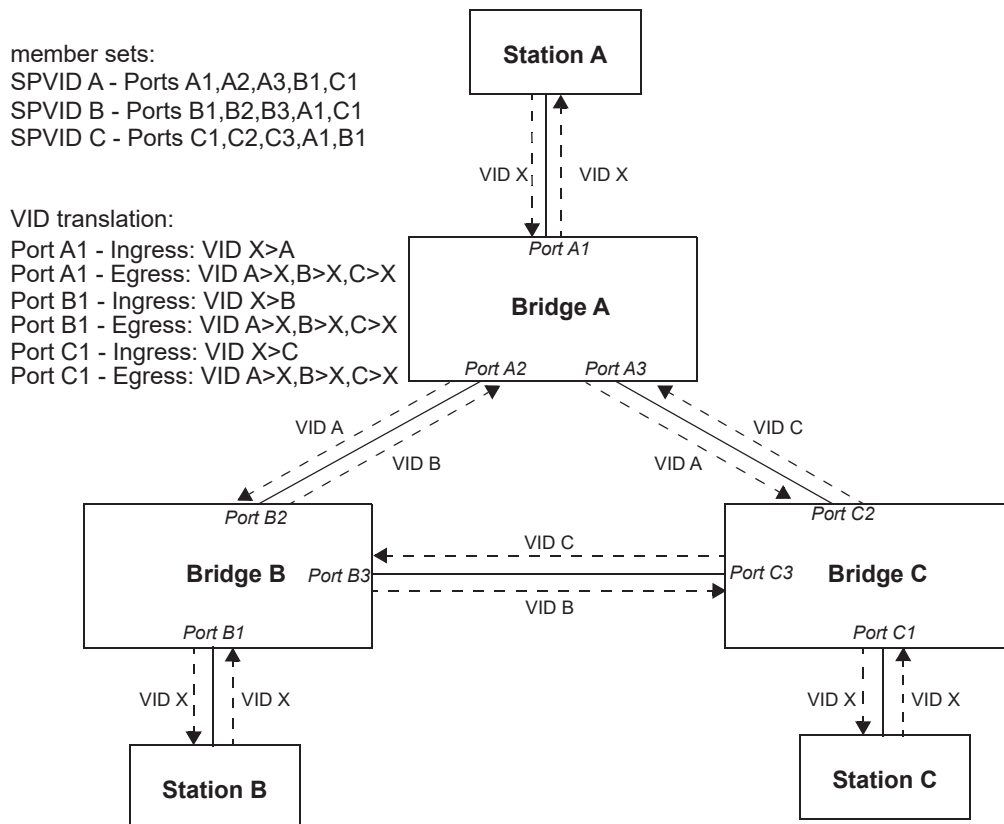 member sets:
SPVID A - Ports A1,A2,A3,B1,C1
SPVID B - Ports B1,B2,B3,A1,C1
SPVID C - Ports C1,C2,C3,A1,B1
VID translation:
Port A1 - Ingress: VID X>A
Port A1 - Egress: VID A>X,B>X,C>X
Port B1 - Ingress: VID X>B
Port B1 - Egress: VID A>X,B>X,C>X
Port C1 - Ingress: VID X>C
Port C1 - Egress: VID A>X,B>X,C>X
Station A
VID X
VID X
Port A1
Bridge A
Port A2
Port A3
VID A
VID B
VID C
VID A
Port B2
Bridge B
Port B3
Port B1
VID C
VID B
Port C2
Port C3
Bridge C
Port C1
VID X
VID X
Station B
VID X
VID X
Station C